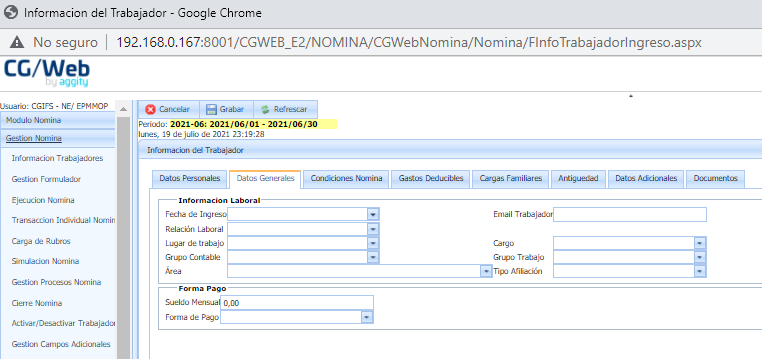 Informacion del Trabajador - Google Chrome
No seguro 192.168.0.167:8001/CGWEB_E2/NOMINA/CGWebNomina/Nomina/FInfoTrabajadorIngreso.aspx
CG/Web
by aggity
Usuario: CGIFS - NE/ EPMMOP
Modulo Nomina
Gestion Nomina
Informacion Trabajadores
Gestion Formulador
Ejecucion Nomina
Transaccion Individual Nomin
Carga de Rubros
Simulacion Nomina
Gestion Procesos Nomina
Cierre Nomina
Activar/Desactivar Trabajador
Gestion Campos Adicionales
Cancelar Grabar Refrescar
Periodo: 2021-06: 2021/06/01 - 2021/06/30
lunes, 19 de julio de 2021 23:19:28
Informacion del Trabajador
Datos Personales Datos Generales Condiciones Nomina Gastos Deducibles Cargas Familiares Antiguedad Datos Adicionales Documentos
Informacion Laboral
Fecha de Ingreso Email Trabajador
Relación Laboral
Lugar de trabajo Cargo
Grupo Contable Grupo Trabajo
Área Tipo Afiliación
Forma Pago
Sueldo Mensual 0,00
Forma de Pago